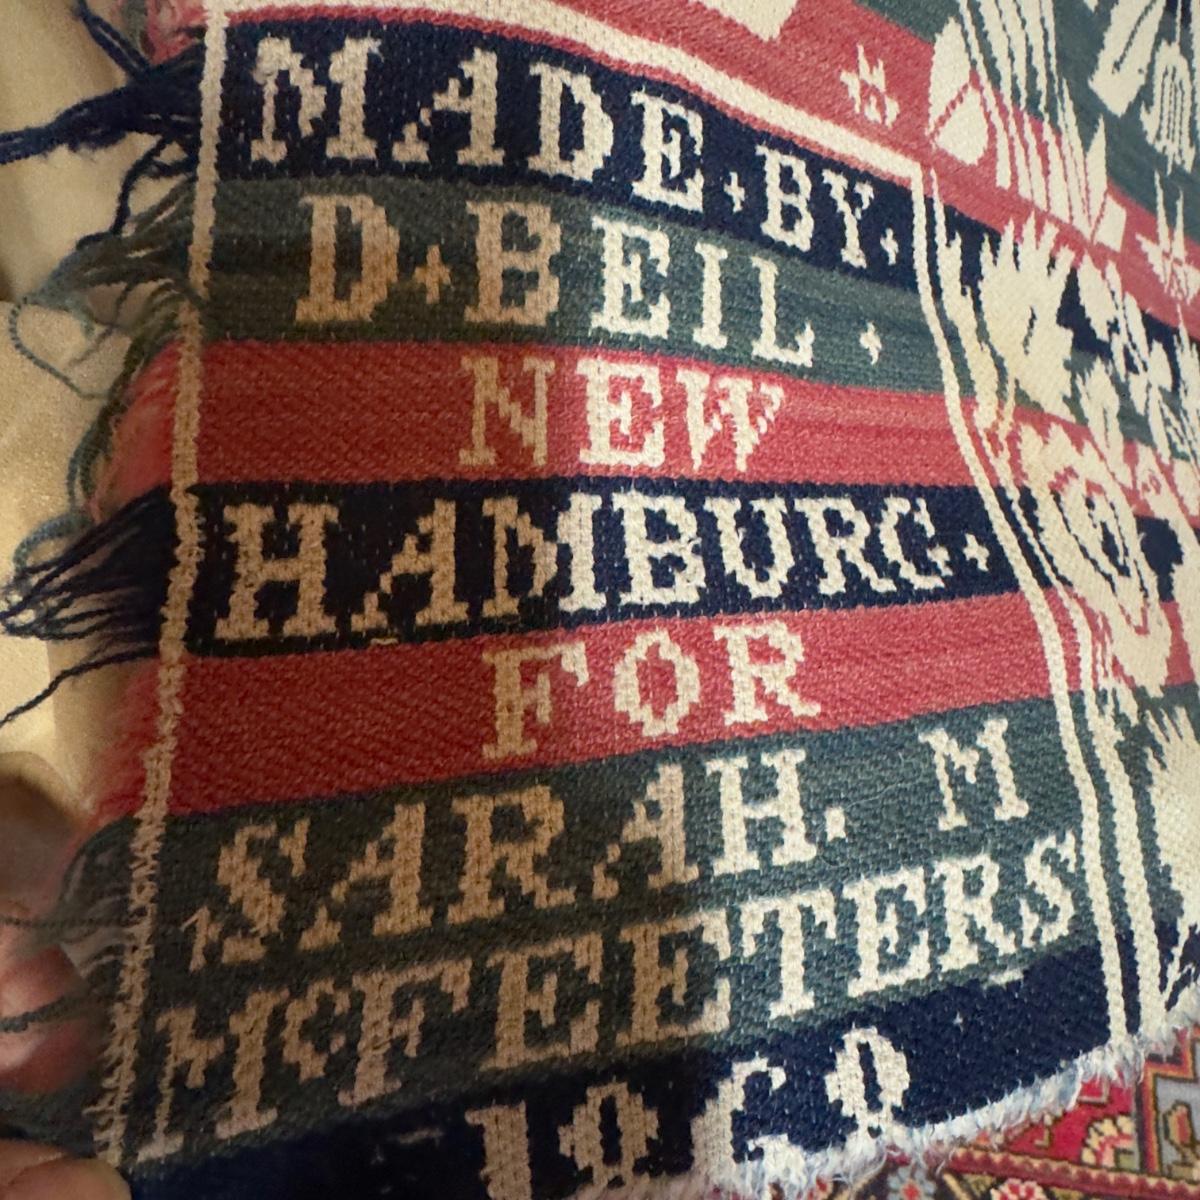 MADE + BY +
D + BEIL +
NEW
HAMBURG. +
FOR
SARAH. M
McFEETERS